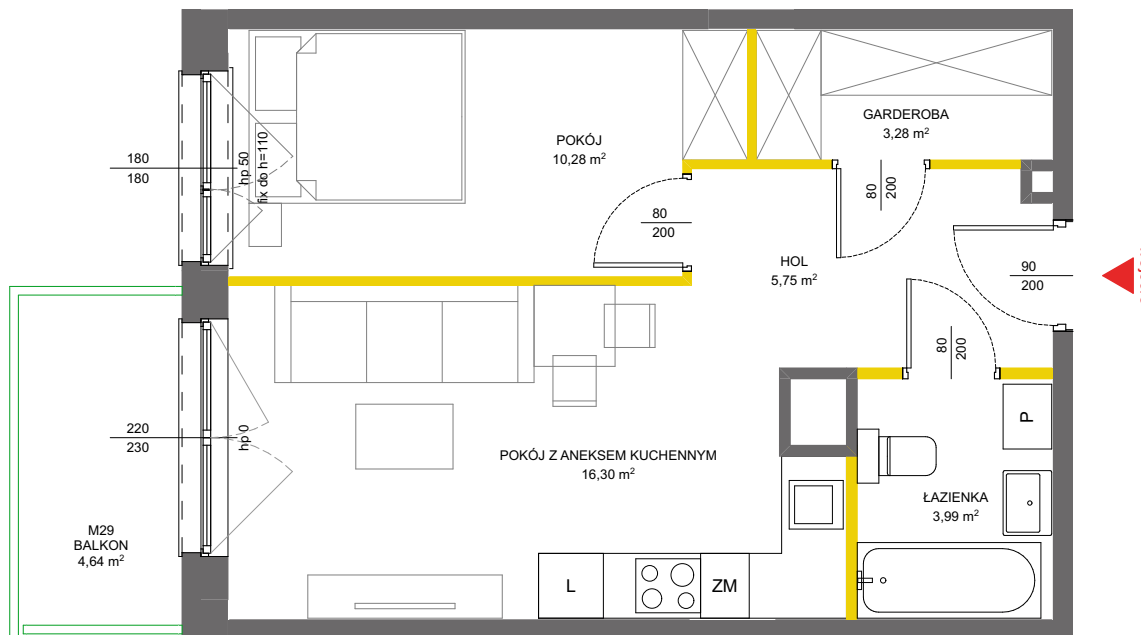 GARDEROBA
3,28 m²
POKÓJ
10,28 m²
180
180
hp 50
fix do h=110
80
200
80
200
HOL
5,75 m²
90
200
80
200
220
230
hp 0
POKÓJ Z ANEKSEM KUCHENNYM
16,30 m²
P
ŁAZIENKA
3,99 m²
M29
BALKON
4,64 m²
L
ZM